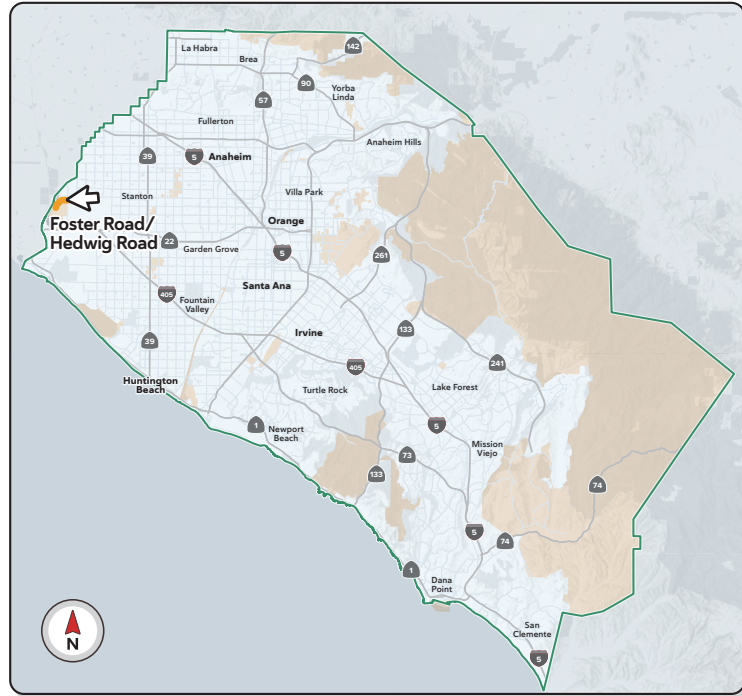 La Habra
142
Brea
90
57
Yorba
Linda
Fullerton
Anaheim Hills
39
5
Anaheim
Stanton
Villa Park
Foster Road/
Hedwig Road
Orange
22
Garden Grove
5
261
Santa Ana
405
Fountain
Valley
Irvine
133
39
241
405
Huntington
Beach
Turtle Rock
Lake Forest
1
Newport
Beach
5
Mission
Viejo
73
133
74
5
74
1
Dana
Point
San
Clemente
5
N